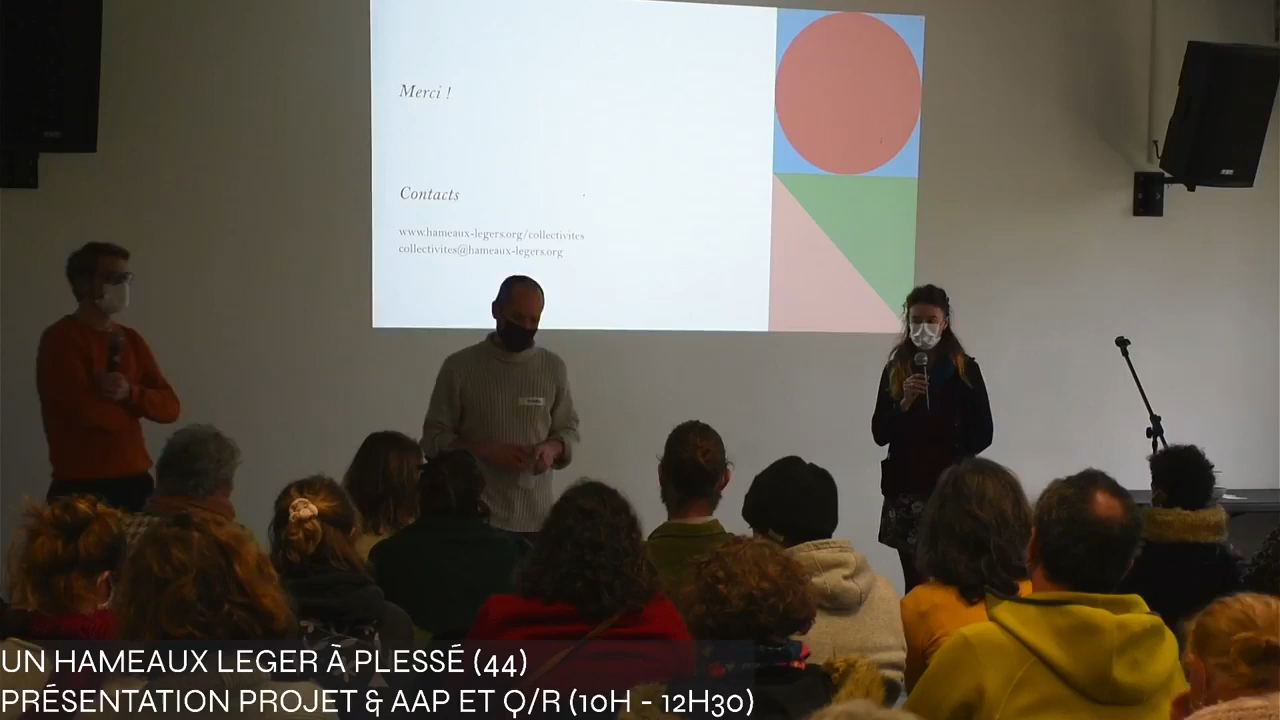 Merci !
Contacts
www.hameaux-legers.org/collectivites
collectivites@hameaux-legers.org
UN HAMEAUX LEGER À PLESSÉ (44)
PRÉSENTATION PROJET & AAP ET Q/R (10H - 12H30)